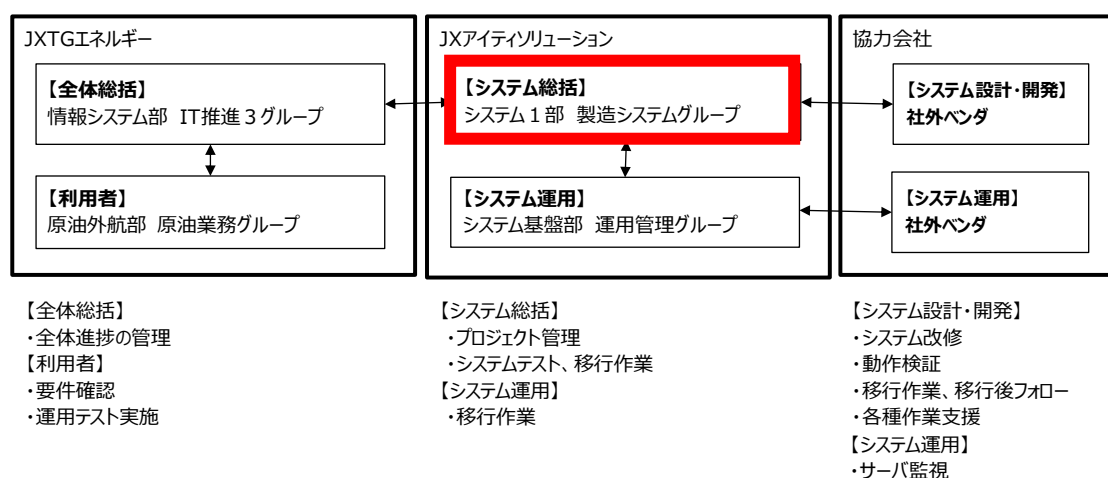 JXTGエネルギー
【全体総括】
情報システム部 IT推進３グループ
【利用者】
原油外航部 原油業務グループ
JXアイティソリューション
【システム総括】
システム１部 製造システムグループ
【システム運用】
システム基盤部 運用管理グループ
協力会社
【システム設計・開発】
社外ベンダ
【システム運用】
社外ベンダ
【全体総括】
・全体進捗の管理
【利用者】
・要件確認
・運用テスト実施
【システム総括】
・プロジェクト管理
・システムテスト、移行作業
【システム運用】
・移行作業
【システム設計・開発】
・システム改修
・動作検証
・移行作業、移行後フォロー
・各種作業支援
【システム運用】
・サーバ監視